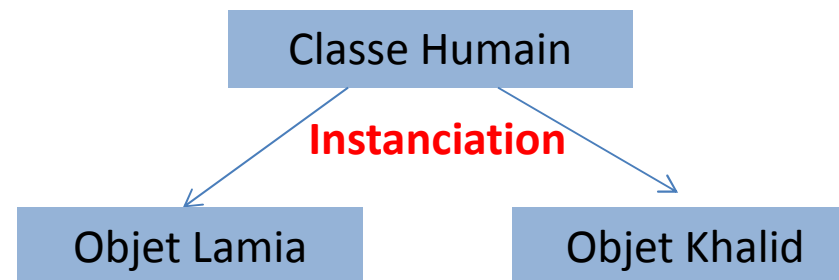 Classe Humain
Instanciation
Objet Lamia
Objet Khalid